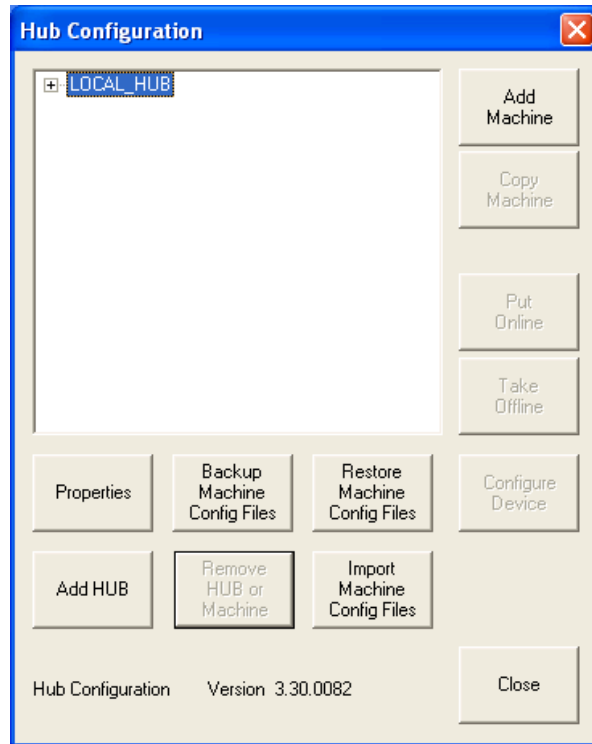 Hub Configuration
LOCAL_HUB
Add
Machine
Copy
Machine
Put
Online
Take
Offline
Properties
Backup
Machine
Config Files
Restore
Machine
Config Files
Configure
Device
Add HUB
Remove
HUB or
Machine
Import
Machine
Config Files
Hub Configuration Version 3.30.0082
Close